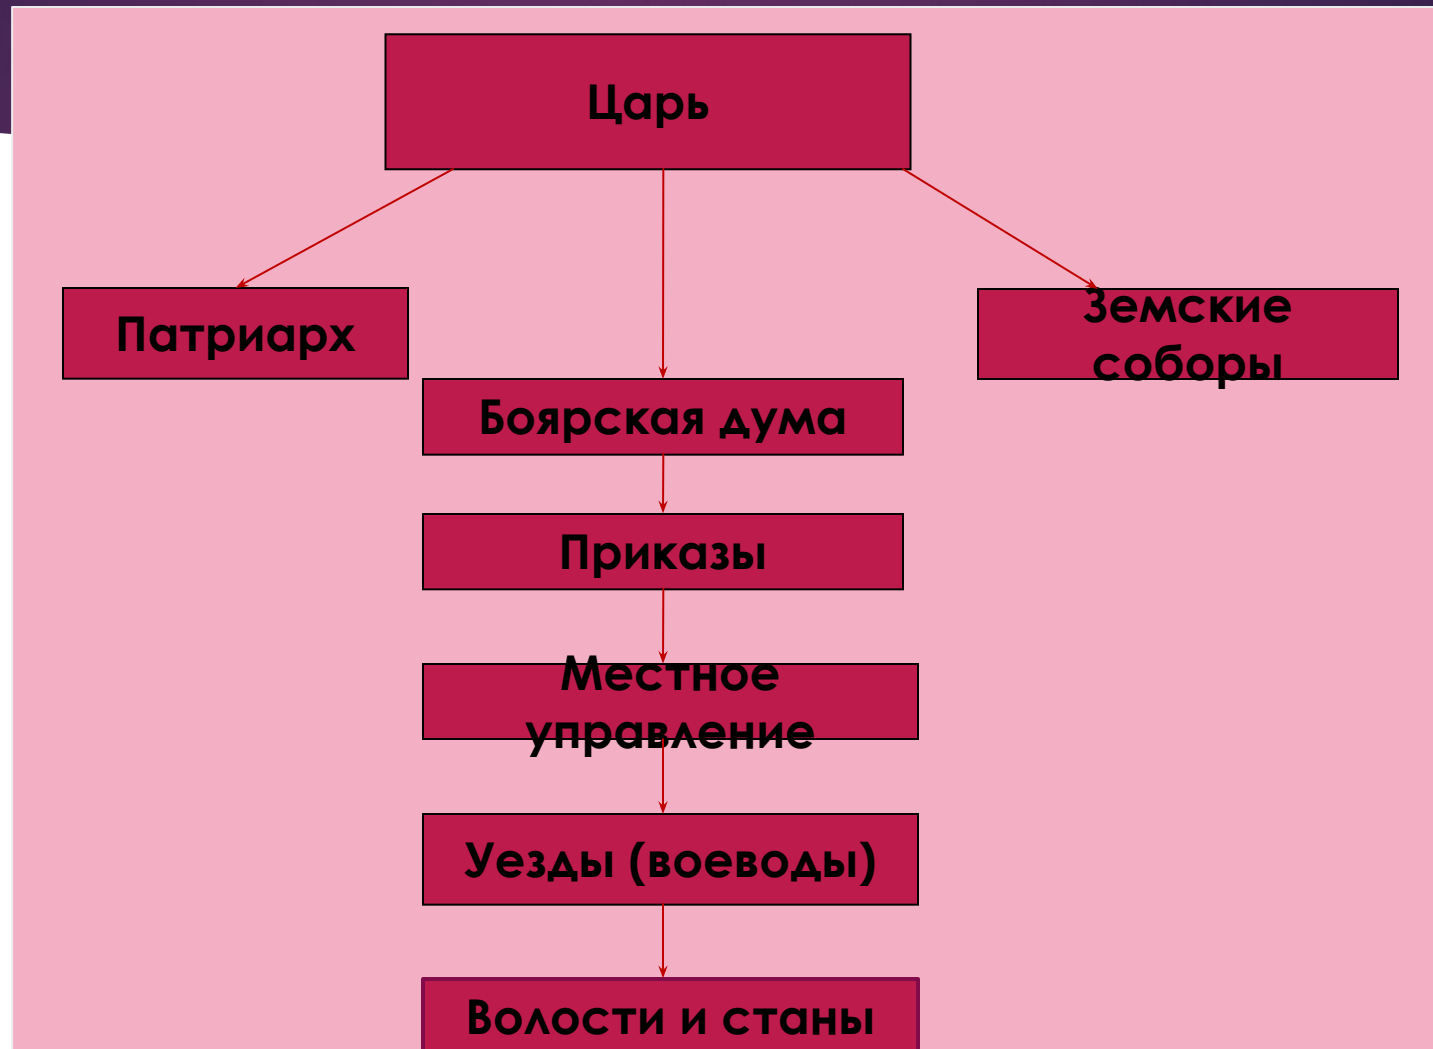 Царь
Патриарх
Земские
соборы
Боярская дума
Приказы
Местное
управление
Уезды (воеводы)
Волости и станы